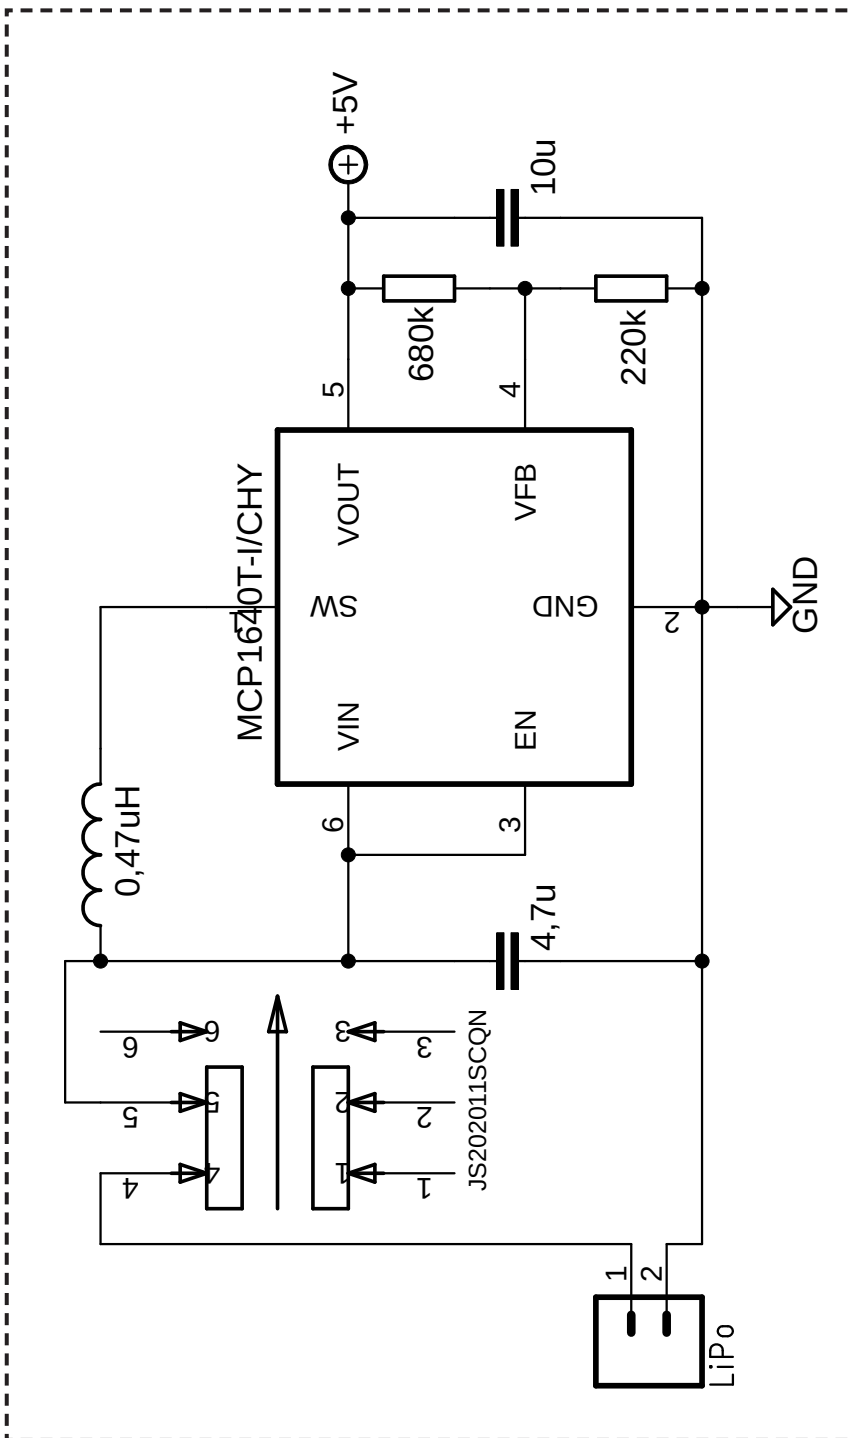 +5V
10u
680k
220k
5
4
MCP1640T-I/CHY
VOUT
VFB
1
SW
GND
2
GND
VIN
EN
6
3
0,47uH
4,7u
6
6
3
3
5
5
2
2
4
4
1
1
JS202011SCQN
1
2
LiPo